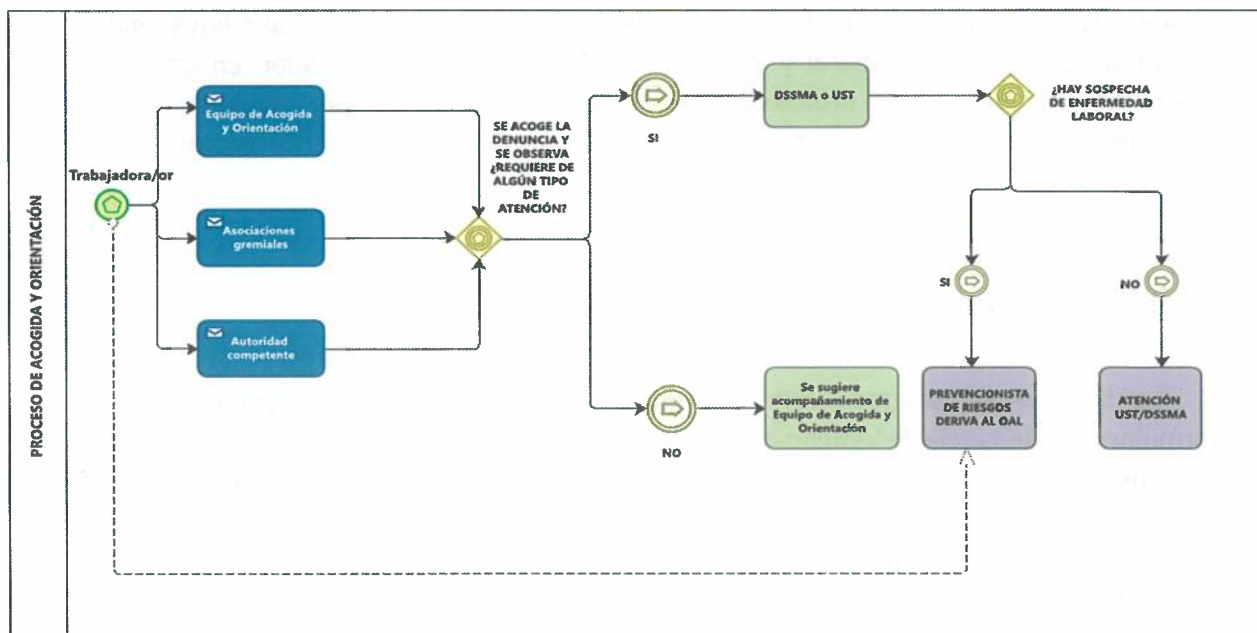 PROCESO DE ACOGIDA Y ORIENTACIÓN
Trabajadora/or
Equipo de Acogida
y Orientación
Asociaciones
gremiales
Autoridad
competente
SE ACOGE LA
DENUNCIA Y
SE OBSERVA
¿REQUIERE DE
ALGÚN TIPO
DE
ATENCIÓN?
SI
DSSMA o UST
¿HAY SOSPECHA
DE ENFERMEDAD
LABORAL?
SI
NO
PREVENCIONISTA
DE RIESGOS
DERIVA AL OAL
ATENCIÓN
UST/DSSMA
NO
Se sugiere
acompañamiento de
Equipo de Acogida y
Orientación